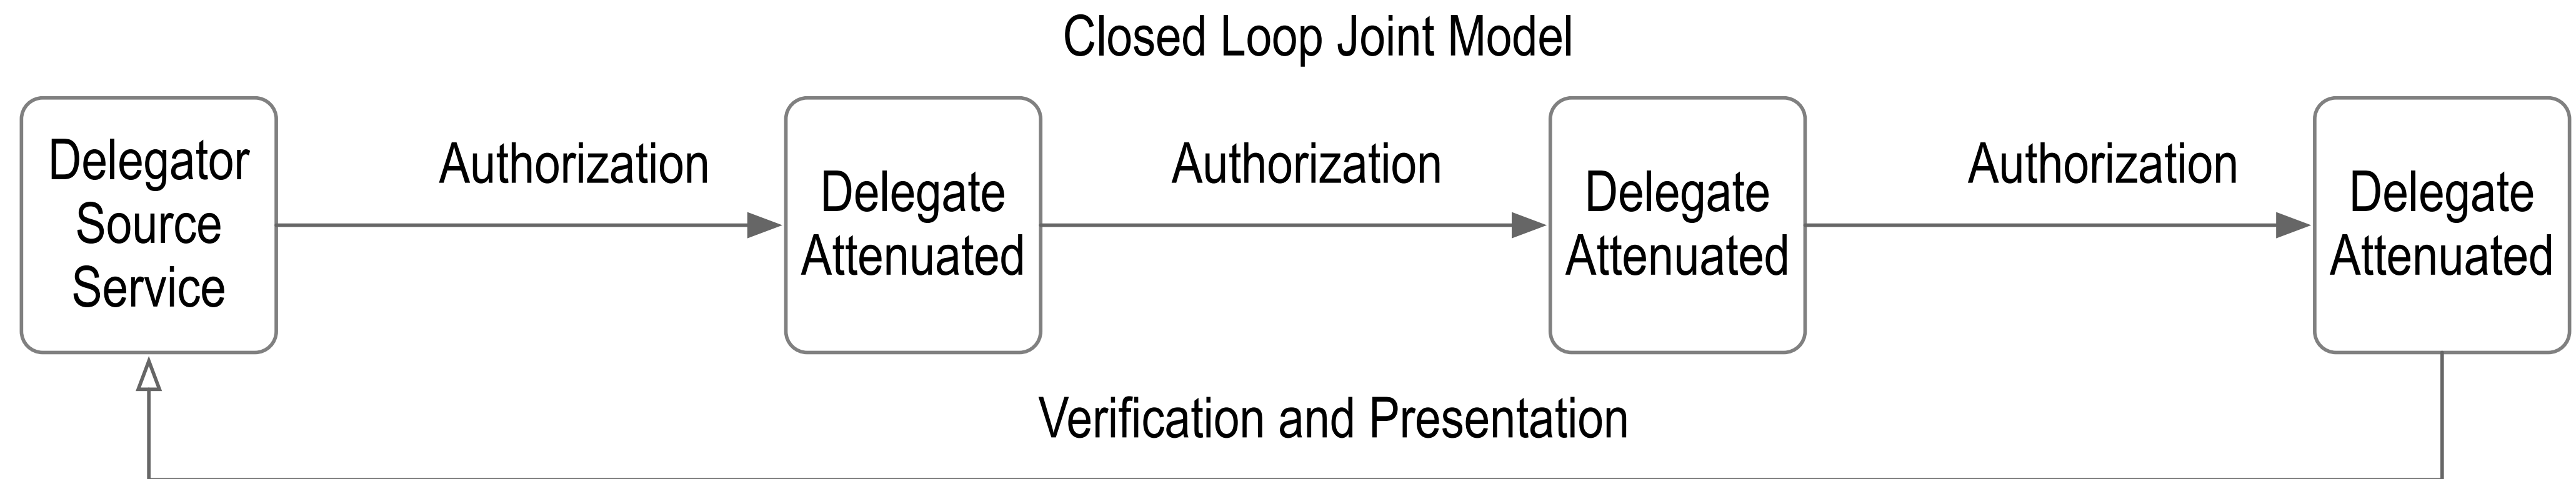 Closed Loop Joint Model
Delegator
Source
Service
Authorization
Delegate
Attenuated
Authorization
Delegate
Attenuated
Authorization
Delegate
Attenuated
Verification and Presentation